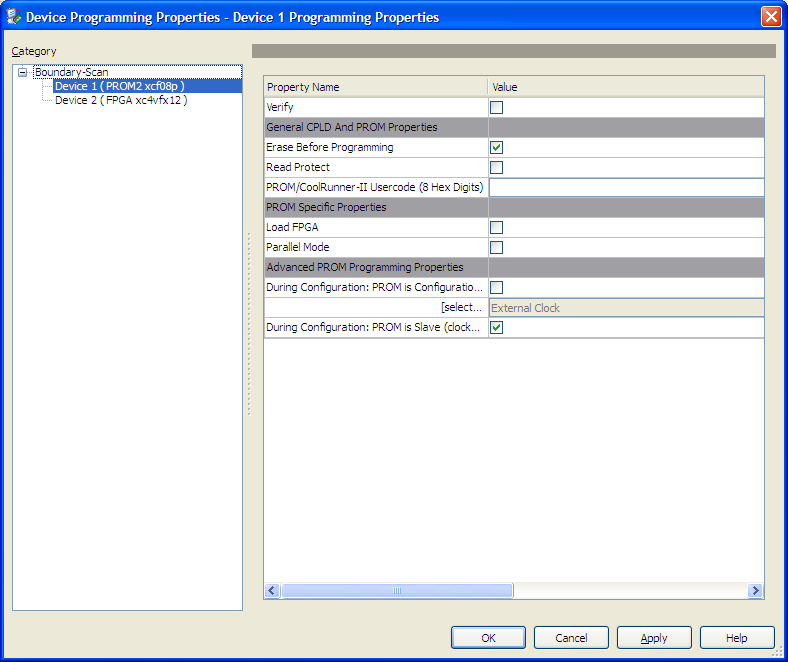 Device Programming Properties - Device 1 Programming Properties
Category
Boundary-Scan
Device 1 ( PROM2 xcf08p )
Device 2 ( FPGA xc4vfx12 )
Property Name Value
Verify
General CPLD And PROM Properties
Erase Before Programming
Read Protect
PROM/CoolRunner-II Usercode (8 Hex Digits)
PROM Specific Properties
Load FPGA
Parallel Mode
Advanced PROM Programming Properties
During Configuration: PROM is Configuratio...
[select... External Clock
During Configuration: PROM is Slave (clock...
OK Cancel Apply Help